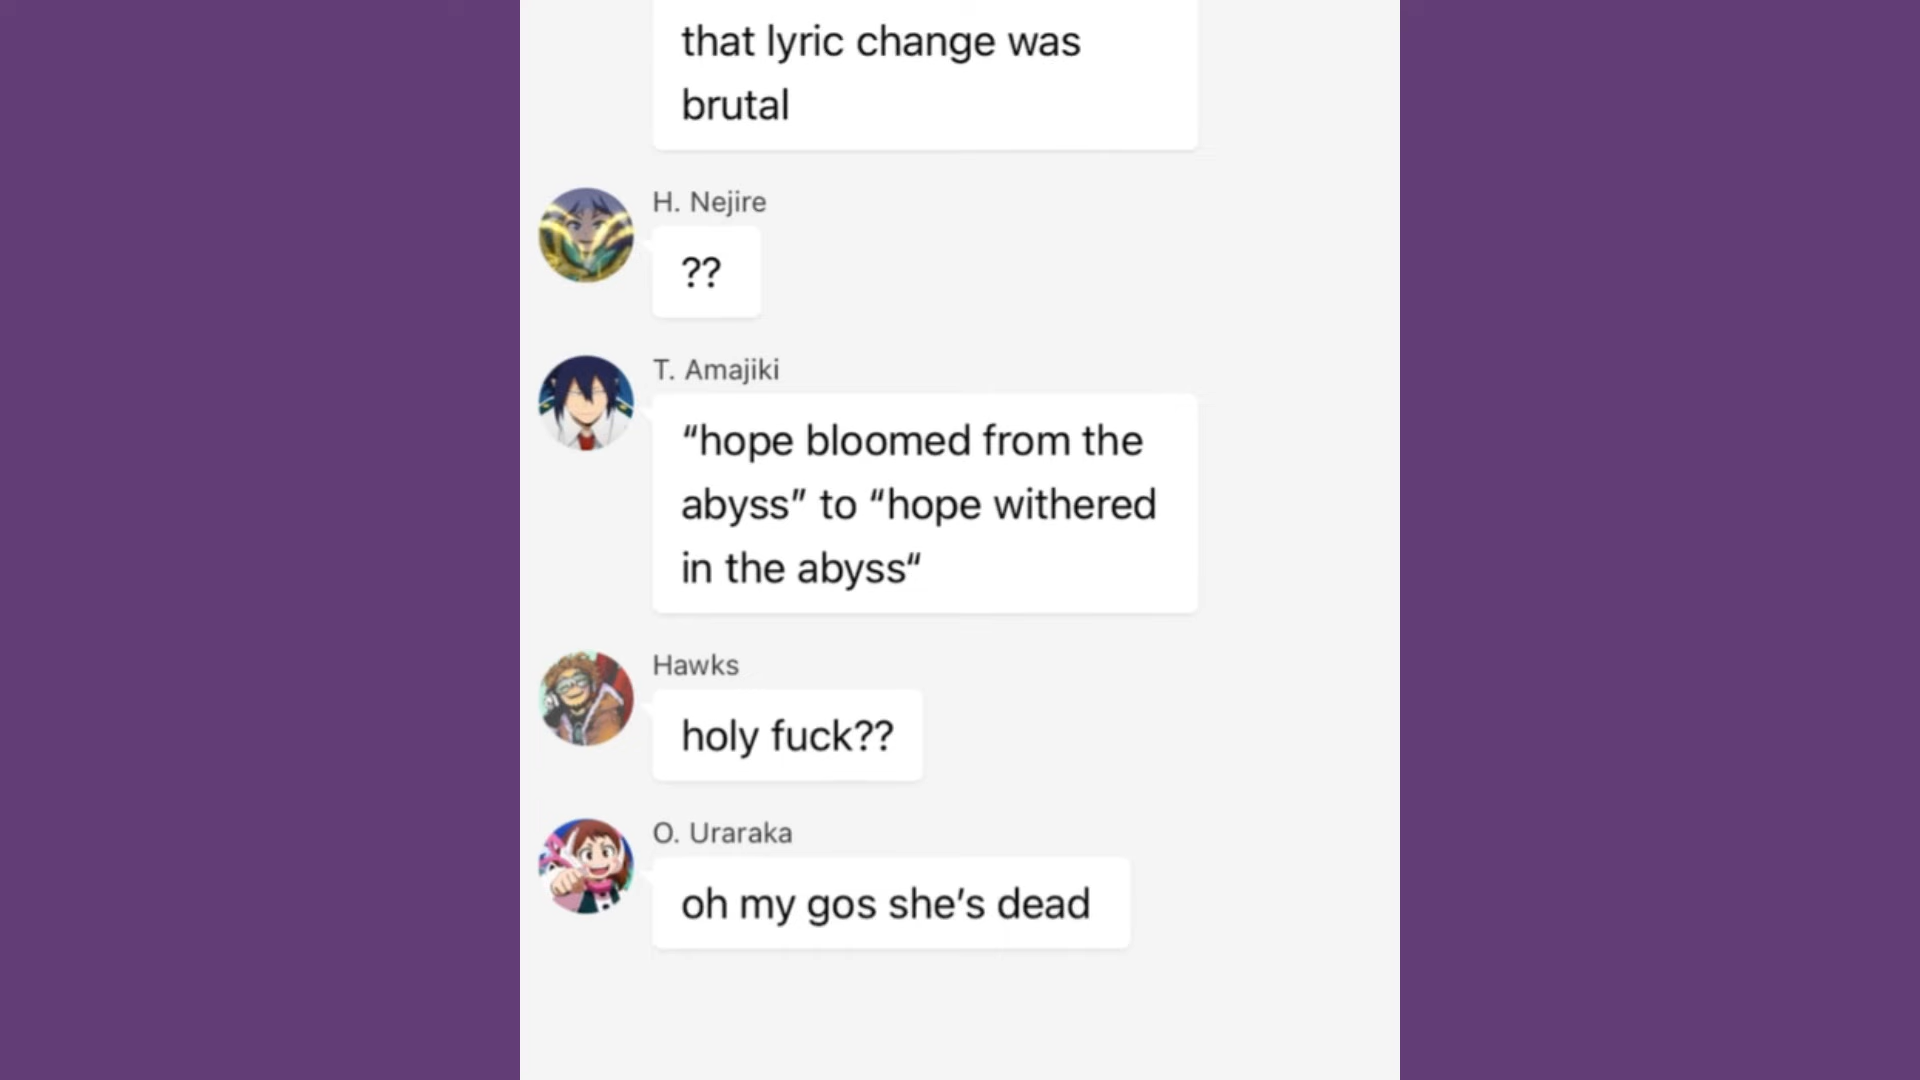 that lyric change was
brutal
H. Nejire
??
T. Amajiki
“hope bloomed from the
abyss” to “hope withered
in the abyss“
Hawks
holy fuck??
O. Uraraka
oh my gos she’s dead